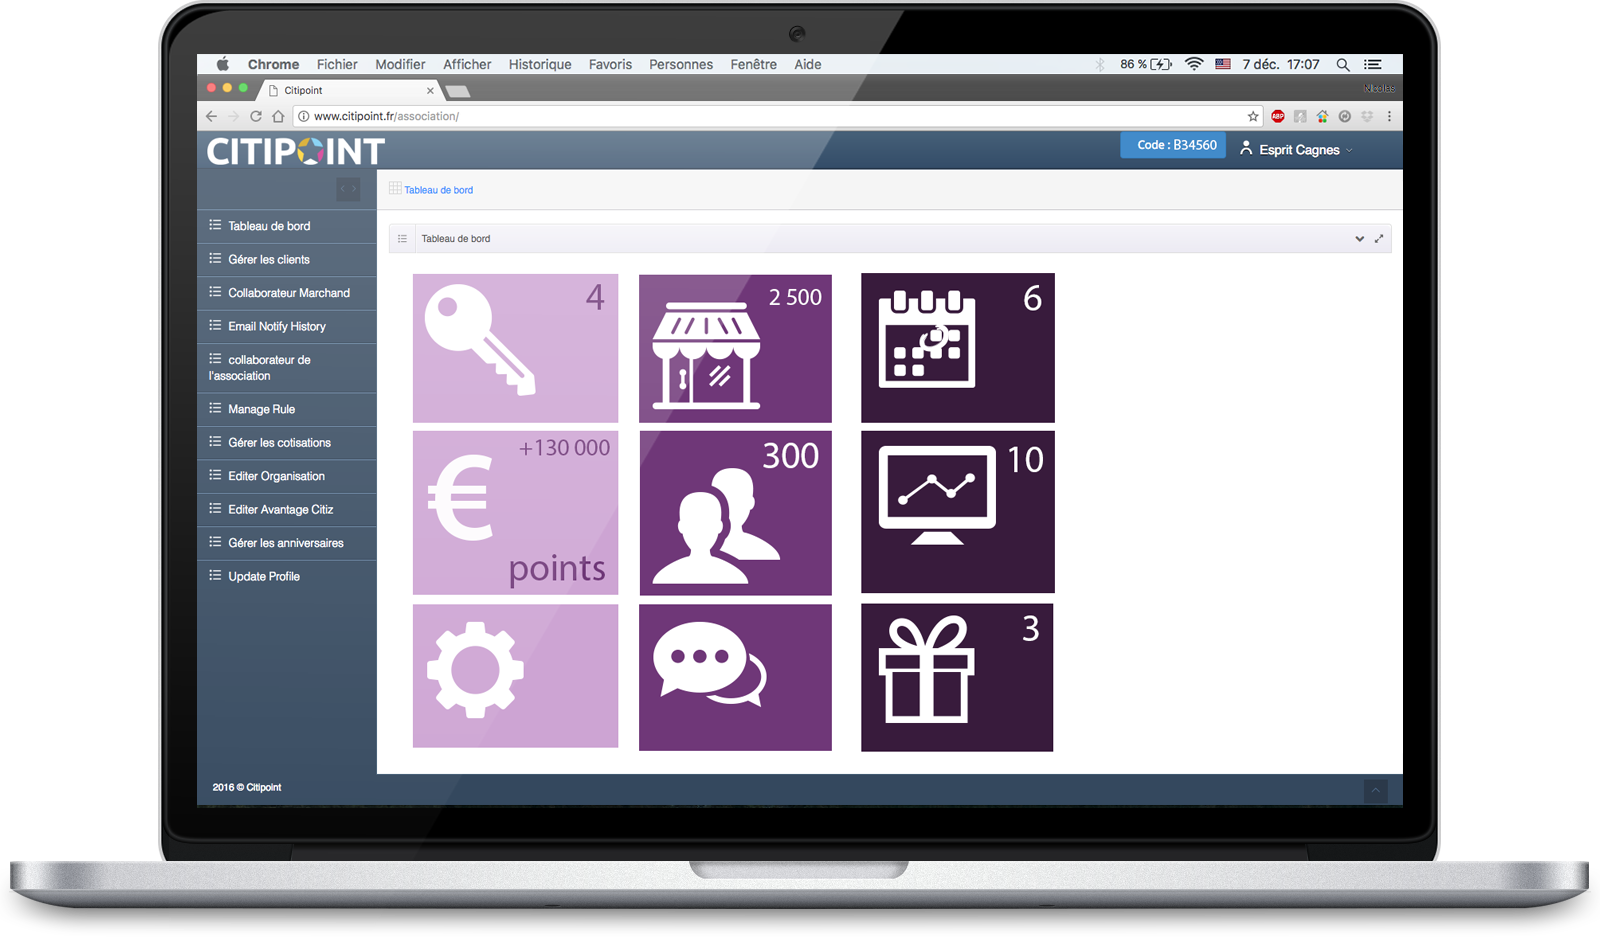 Chrome Fichier Modifier Afficher Historique Favoris Personnes Fenêtre Aide 86 % 7 déc. 17:07
Citipoint Nicolas
www.citipoint.fr/association/ ABP
CITIPOINT Code : B34560 Esprit Cagnes
Tableau de bord
Tableau de bord
Tableau de bord
Gérer les clients
Collaborateur Marchand
Email Notify History
collaborateur de
l'association
Manage Rule
Gérer les cotisations
Editer Organisation
Editer Avantage Citiz
Gérer les anniversaires
Update Profile
4
2 500
6
+130 000
points
300
10
3
2016 © Citipoint